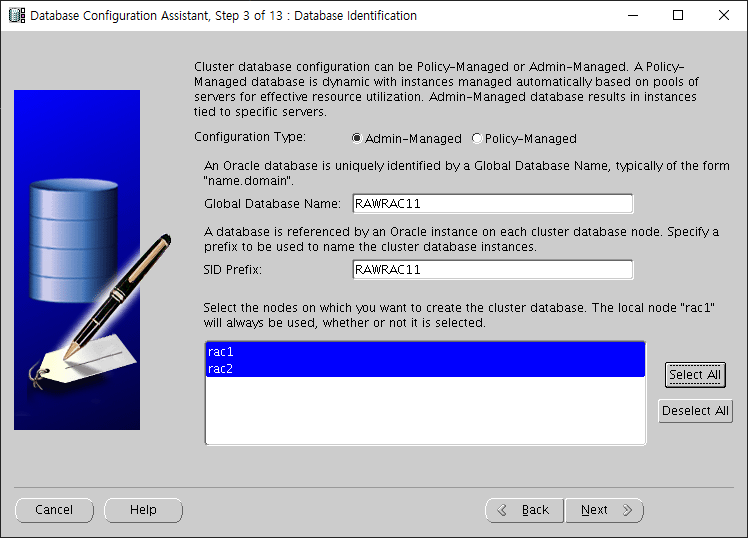 Database Configuration Assistant, Step 3 of 13 : Database Identification
Cluster database configuration can be Policy-Managed or Admin-Managed. A Policy-
Managed database is dynamic with instances managed automatically based on pools of
servers for effective resource utilization. Admin-Managed database results in instances
tied to specific servers.
Configuration Type: Admin-Managed Policy-Managed
An Oracle database is uniquely identified by a Global Database Name, typically of the form
"name.domain".
Global Database Name: RAWRAC11
A database is referenced by an Oracle instance on each cluster database node. Specify a
prefix to be used to name the cluster database instances.
SID Prefix: RAWRAC11
Select the nodes on which you want to create the cluster database. The local node "rac1"
will always be used, whether or not it is selected.
rac1
rac2
Select All
Deselect All
Cancel Help Back Next